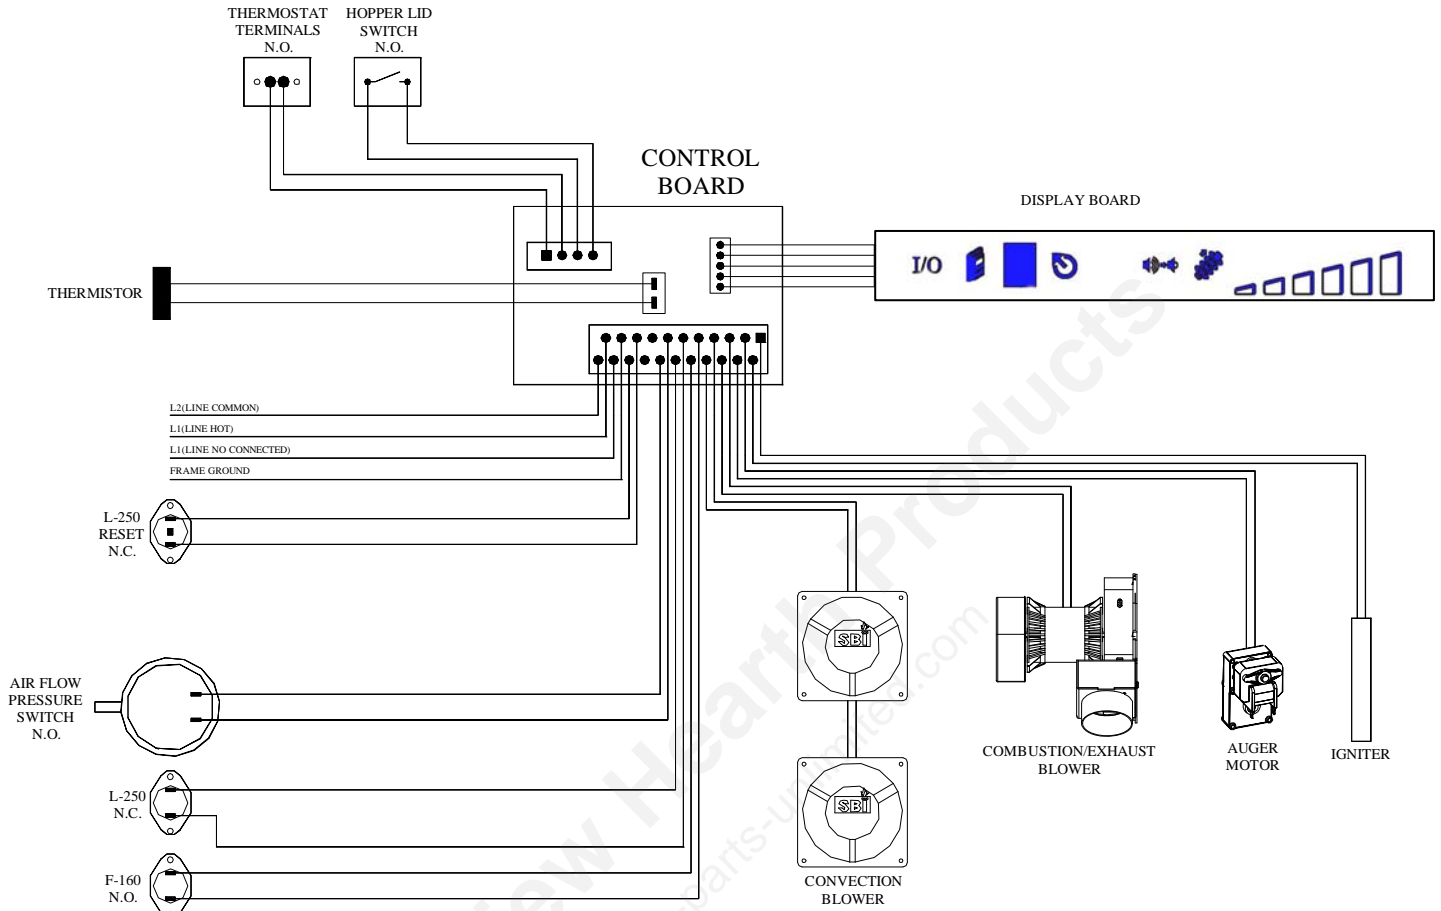 THERMOSTAT
TERMINALS
N.O.
HOPPER LID
SWITCH
N.O.
CONTROL
BOARD
DISPLAY BOARD
I/O
THERMISTOR
L2(LINE COMMON)
L1(LINE HOT)
L1(LINE NO CONNECTED)
FRAME GROUND
L-250
RESET
N.C.
AIR FLOW
PRESSURE
SWITCH
N.O.
L-250
N.C.
F-160
N.O.
SBI
SBI
CONVECTION
BLOWER
COMBUSTION/EXHAUST
BLOWER
AUGER
MOTOR
IGNITER
Hearth Products